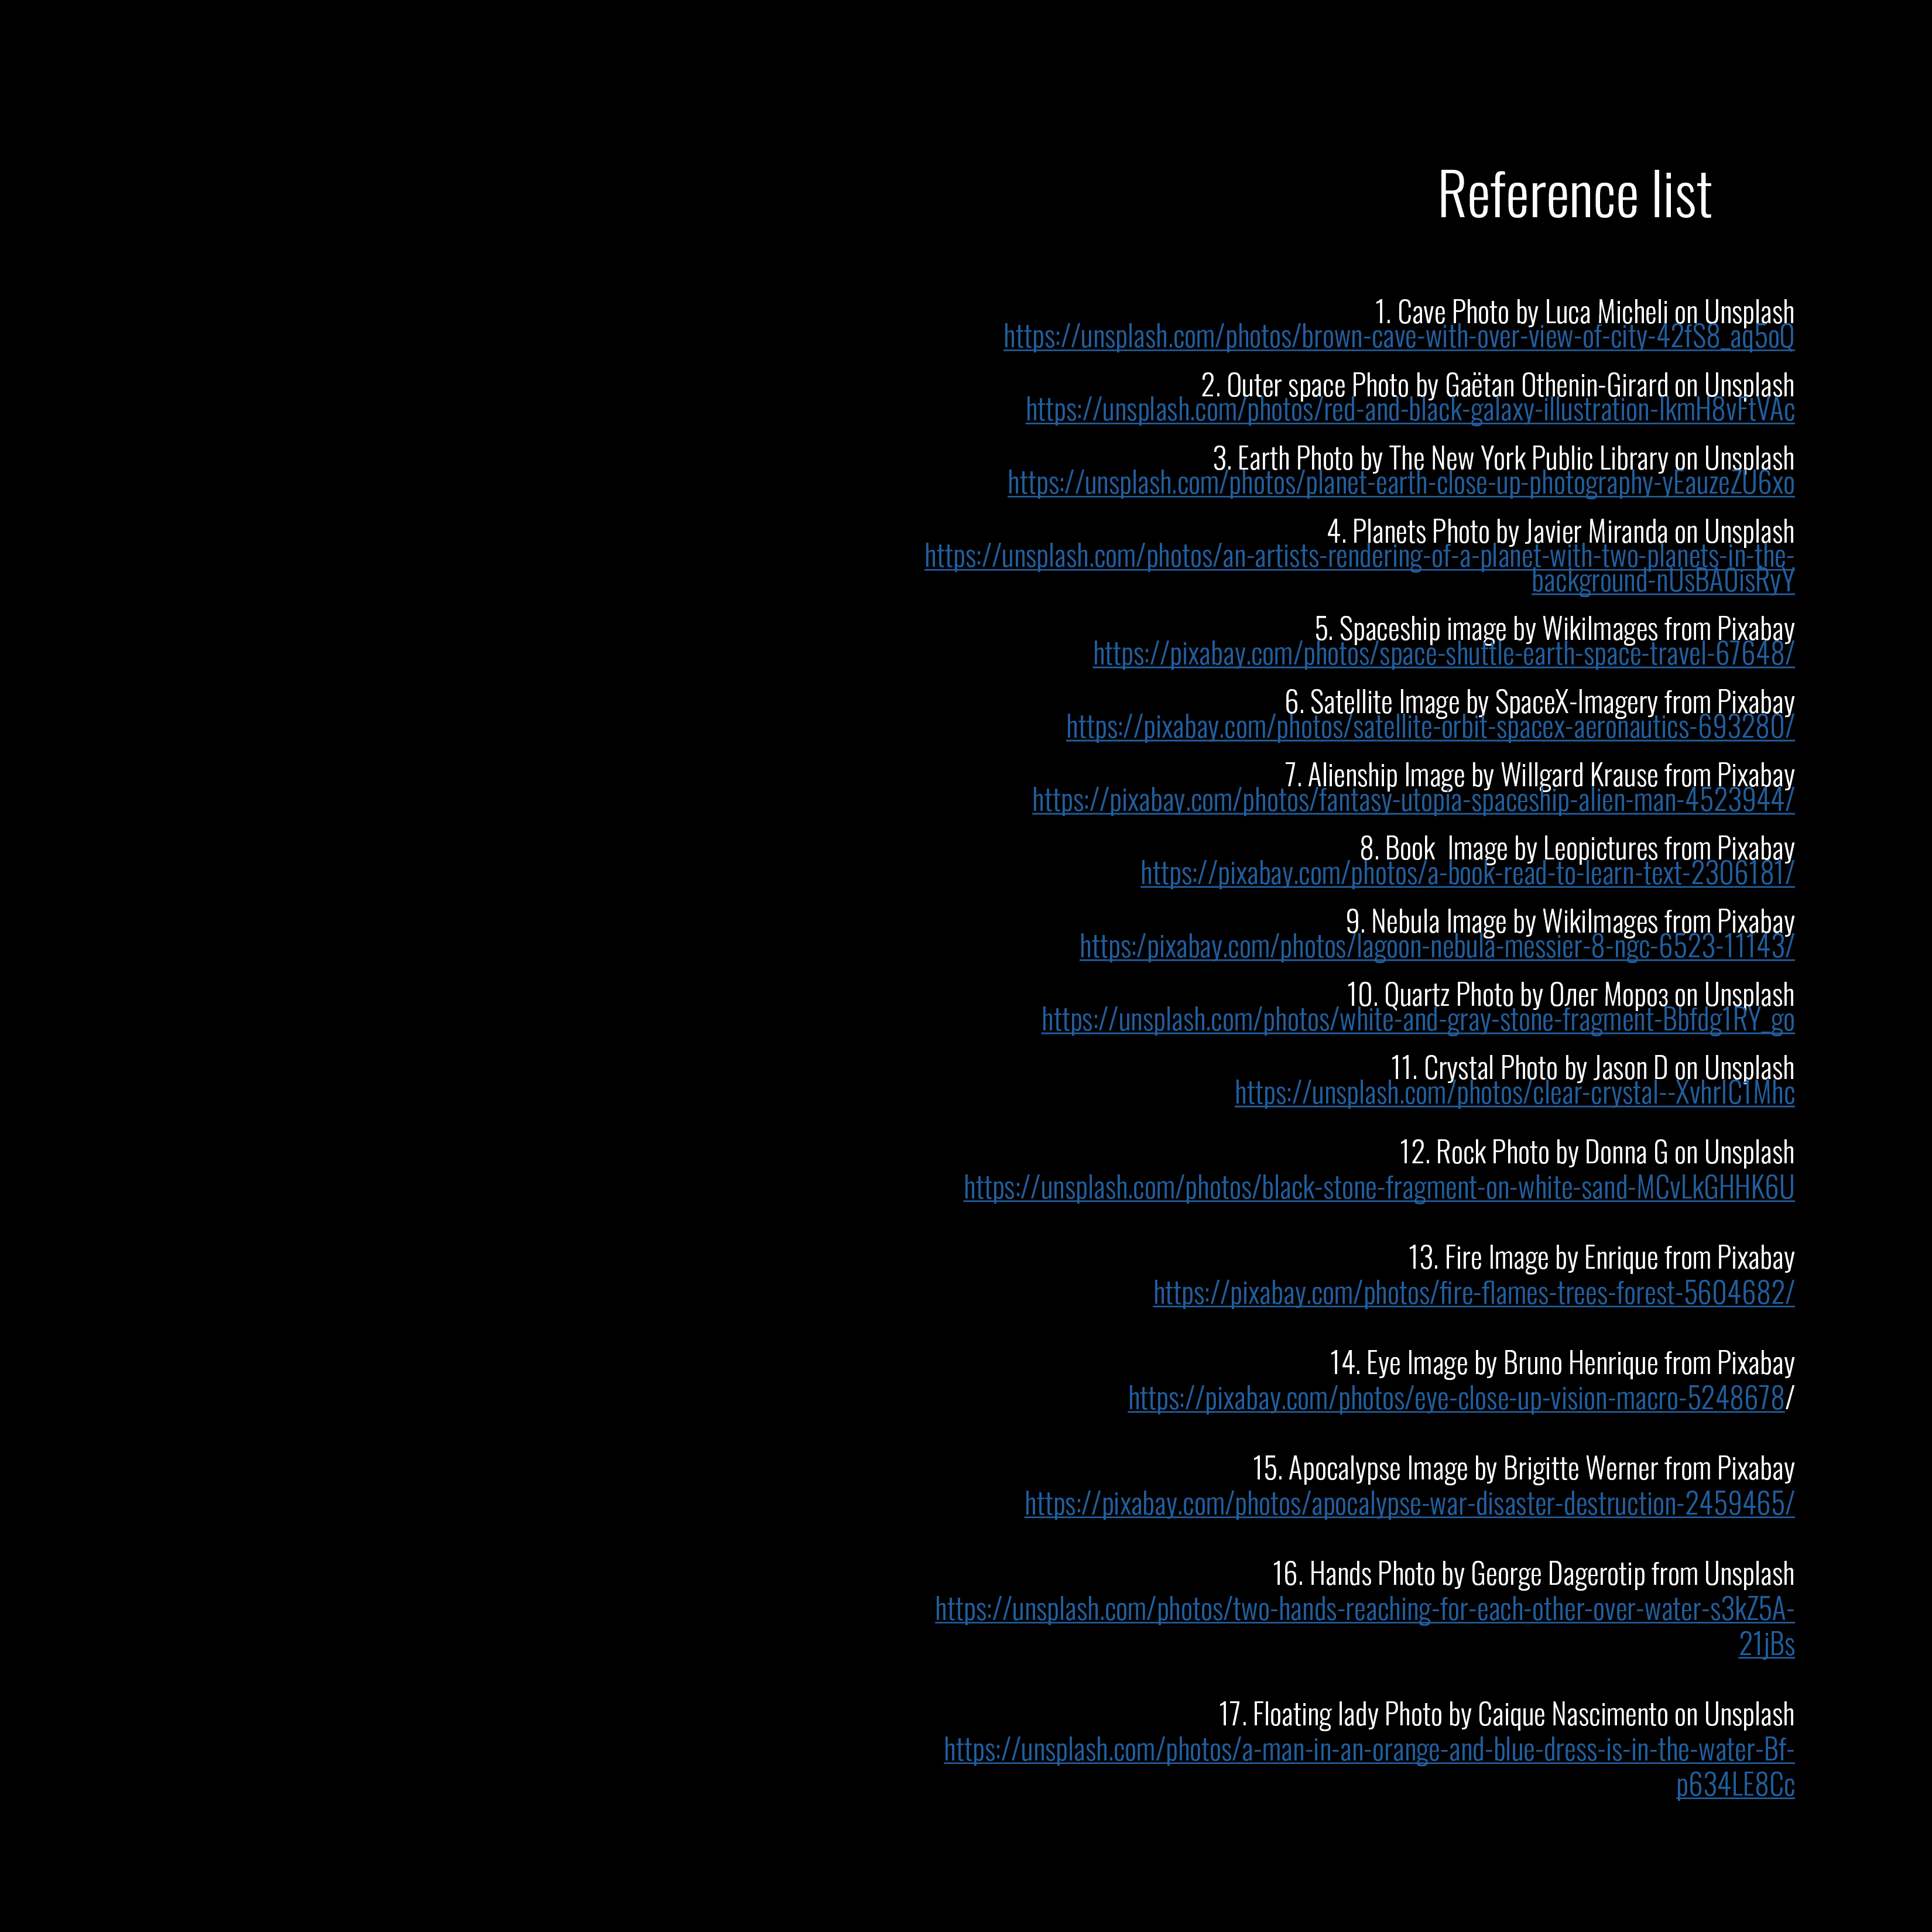 Reference list
1. Cave Photo by Luca Micheli on Unsplash
https://unsplash.com/photos/brown-cave-with-over-view-of-city-42fS8_aq5oQ
2. Outer space Photo by Gaëtan Othenin-Girard on Unsplash
https://unsplash.com/photos/red-and-black-galaxy-illustration-lkmH8vFtVAc
3. Earth Photo by The New York Public Library on Unsplash
https://unsplash.com/photos/planet-earth-close-up-photography-yEauzeZU6xo
4. Planets Photo by Javier Miranda on Unsplash
https://unsplash.com/photos/an-artists-rendering-of-a-planet-with-two-planets-in-the-
background-nUsBA0isRyY
5. Spaceship image by WikiImages from Pixabay
https://pixabay.com/photos/space-shuttle-earth-space-travel-67648/
6. Satellite Image by SpaceX-Imagery from Pixabay
https://pixabay.com/photos/satellite-orbit-spacex-aeronautics-693280/
7. Alienship Image by Willgard Krause from Pixabay
https://pixabay.com/photos/fantasy-utopia-spaceship-alien-man-4523944/
8. Book  Image by Leopictures from Pixabay
https://pixabay.com/photos/a-book-read-to-learn-text-2306181/
9. Nebula Image by WikiImages from Pixabay
https:/pixabay.com/photos/lagoon-nebula-messier-8-ngc-6523-11143/
10. Quartz Photo by Олег Мороз on Unsplash
https://unsplash.com/photos/white-and-gray-stone-fragment-Bbfdg1RY_go
11. Crystal Photo by Jason D on Unsplash
https://unsplash.com/photos/clear-crystal--XvhrIC1Mhc
12. Rock Photo by Donna G on Unsplash
https://unsplash.com/photos/black-stone-fragment-on-white-sand-MCvLkGHHK6U
13. Fire Image by Enrique from Pixabay
https://pixabay.com/photos/fire-flames-trees-forest-5604682/
14. Eye Image by Bruno Henrique from Pixabay
https://pixabay.com/photos/eye-close-up-vision-macro-5248678/
15. Apocalypse Image by Brigitte Werner from Pixabay
https://pixabay.com/photos/apocalypse-war-disaster-destruction-2459465/
16. Hands Photo by George Dagerotip from Unsplash
https://unsplash.com/photos/two-hands-reaching-for-each-other-over-water-s3kZ5A-
21jBs
17. Floating lady Photo by Caique Nascimento on Unsplash
https://unsplash.com/photos/a-man-in-an-orange-and-blue-dress-is-in-the-water-Bf-
p634LE8Cc